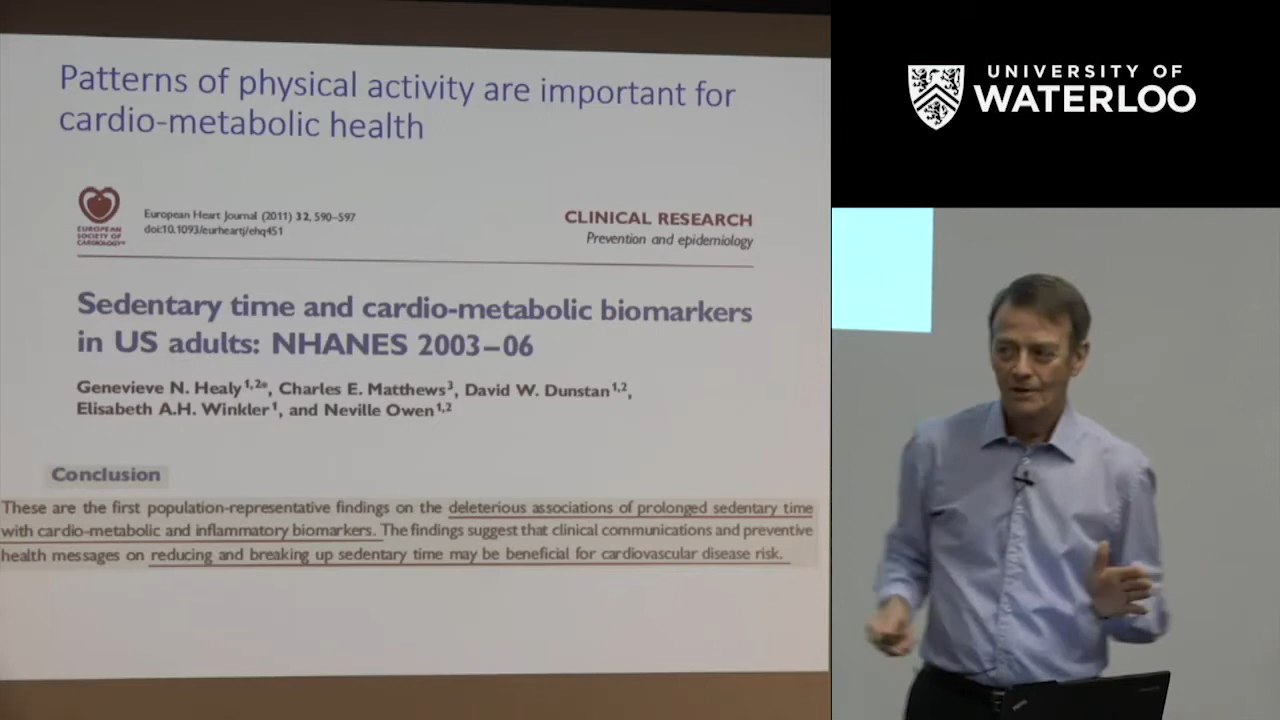 Patterns of physical activity are important for
cardio-metabolic health
EUROPEAN
SOCIETY OF
CARDIOLOGY
European Heart Journal (2011) 32, 590–597
doi:10.1093/eurheartj/ehq451
CLINICAL RESEARCH
Prevention and epidemiology
Sedentary time and cardio-metabolic biomarkers
in US adults: NHANES 2003–06
Genevieve N. Healy1,2*, Charles E. Matthews3, David W. Dunstan1,2,
Elisabeth A.H. Winkler1, and Neville Owen1,2
Conclusion
These are the first population-representative findings on the deleterious associations of prolonged sedentary time
with cardio-metabolic and inflammatory biomarkers. The findings suggest that clinical communications and preventive
health messages on reducing and breaking up sedentary time may be beneficial for cardiovascular disease risk.
UNIVERSITY OF
WATERLOO